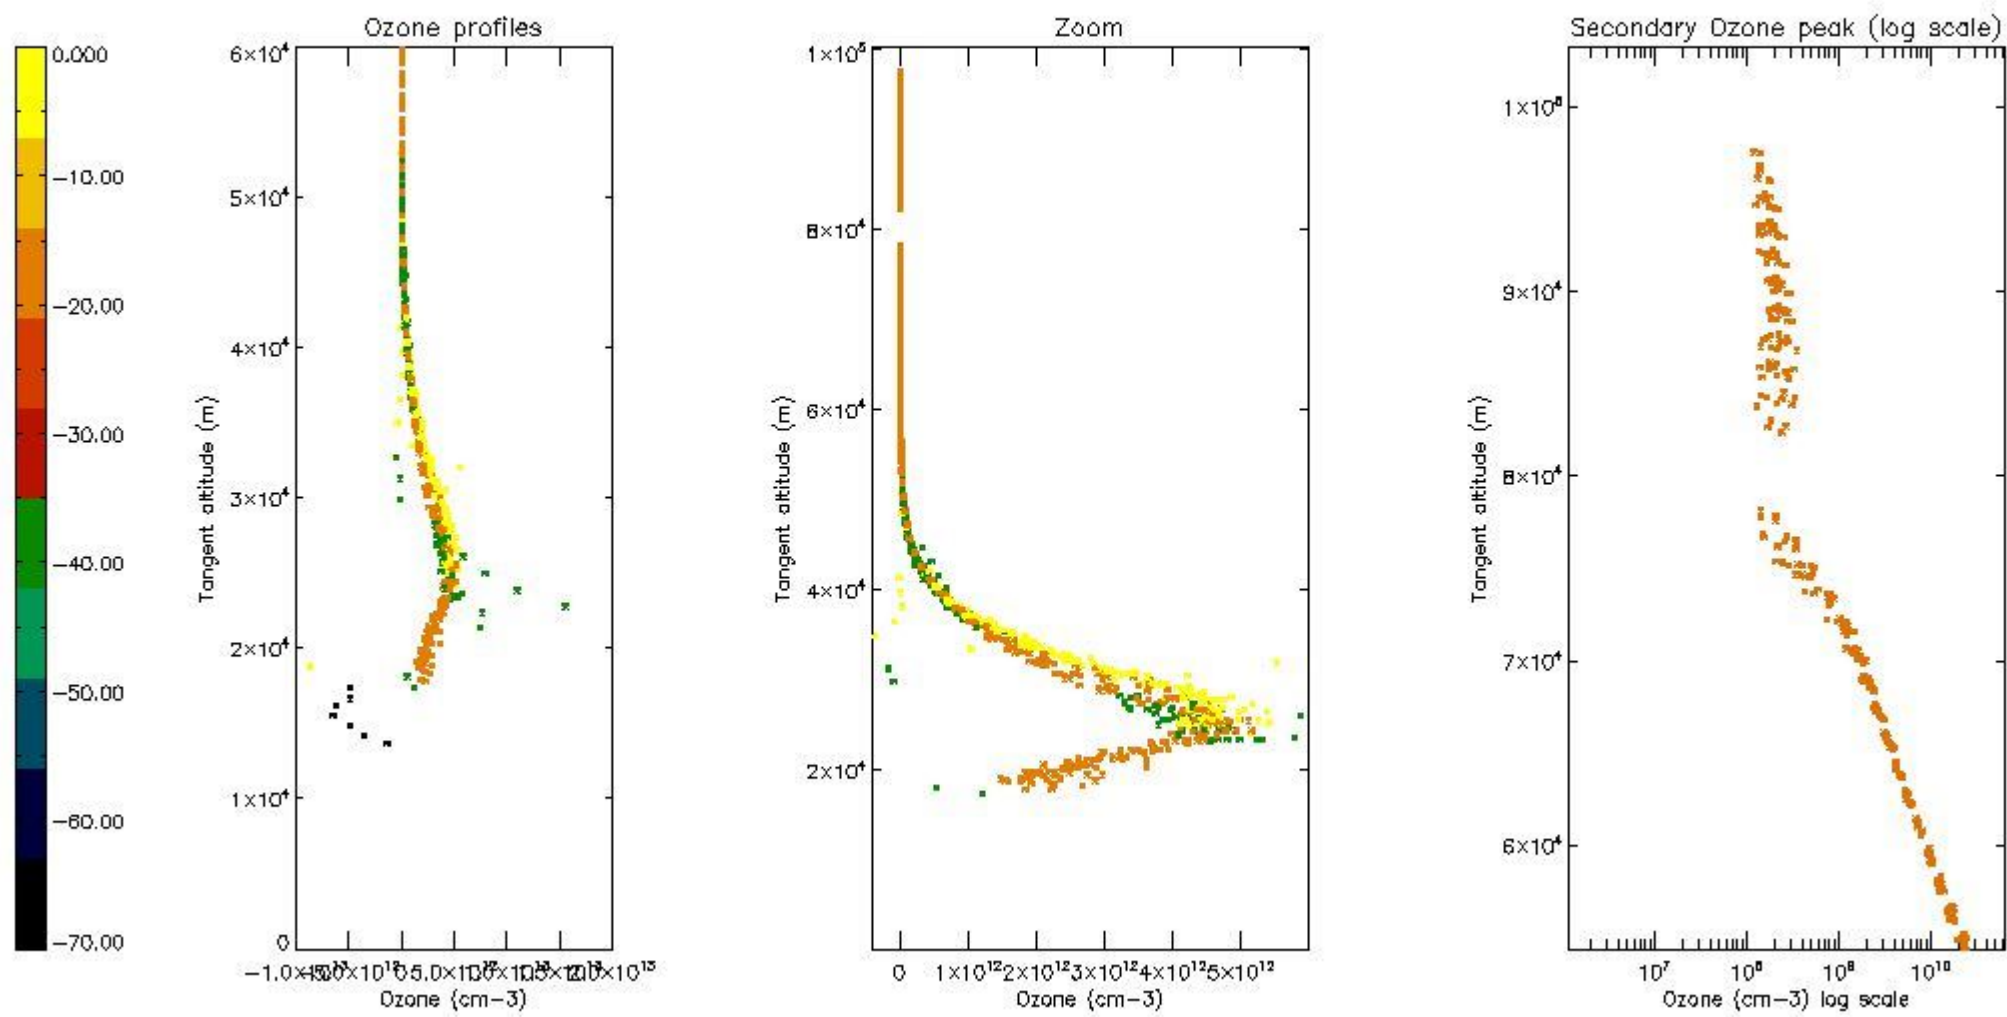 Ozone profiles
Zoom
Secondary Ozone peak (log scale)
0.000
−10.00
−20.00
−30.00
−40.00
−50.00
−60.00
−70.00
Tangent altitude (m)
6×10⁴
5×10⁴
4×10⁴
3×10⁴
2×10⁴
1×10⁴
0
Ozone (cm−3)
Tangent altitude (m)
1×10⁵
8×10⁴
6×10⁴
4×10⁴
2×10⁴
0 1×10¹² 2×10¹² 3×10¹² 4×10¹² 5×10¹²
Ozone (cm−3)
Tangent altitude (m)
9×10⁴
8×10⁴
7×10⁴
6×10⁴
10⁷ 10⁸ 10⁹ 10¹⁰
Ozone (cm−3) log scale